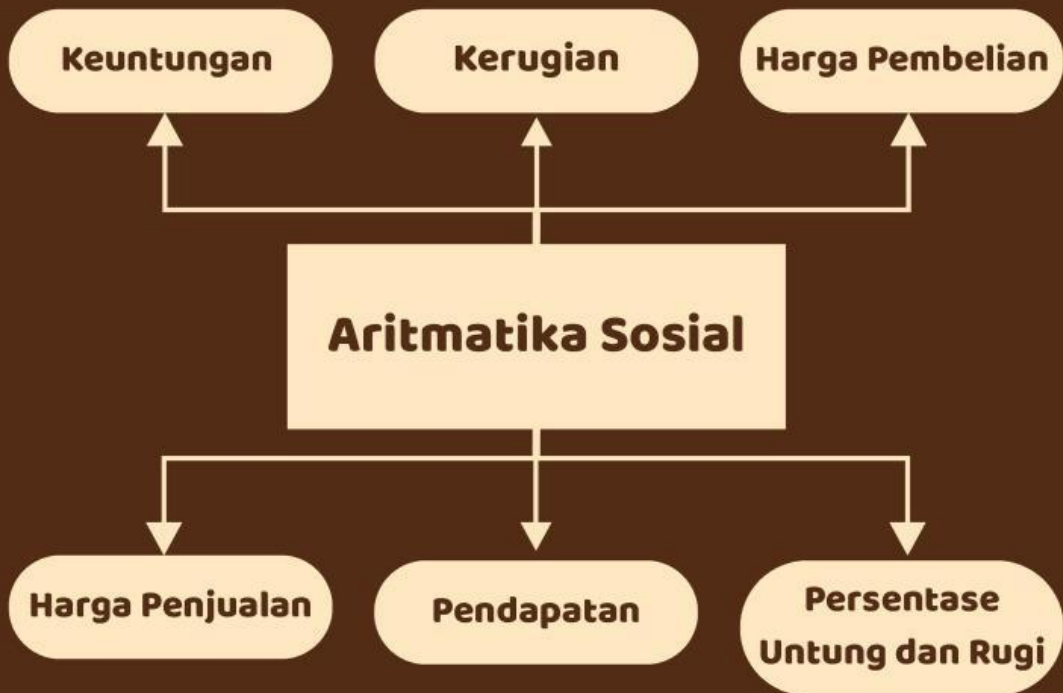 Keuntungan
Kerugian
Harga Pembelian
Aritmatika Sosial
Harga Penjualan
Pendapatan
Persentase
Untung dan Rugi